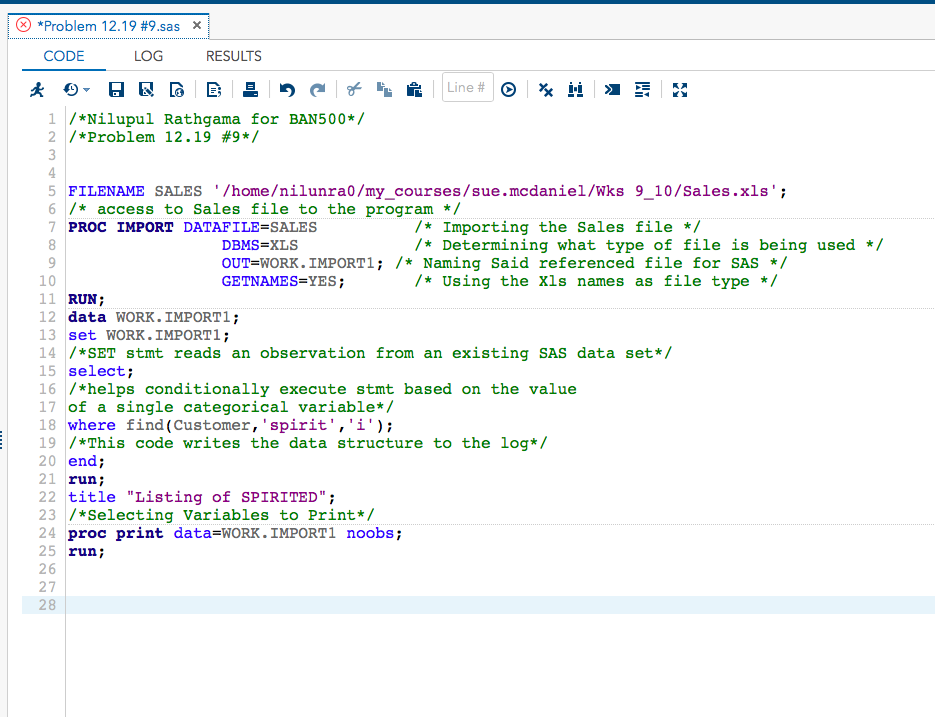 *Problem 12.19 #9.sas ×
CODE LOG RESULTS
Line #
1 /*Nilupul Rathgama for BAN500*/
2 /*Problem 12.19 #9*/
3
4
5 FILENAME SALES '/home/nilunra0/my_courses/sue.mcdaniel/Wks 9_10/Sales.xls';
6 /* access to Sales file to the program */
7 PROC IMPORT DATAFILE=SALES /* Importing the Sales file */
8 DBMS=XLS /* Determining what type of file is being used */
9 OUT=WORK.IMPORT1; /* Naming Said referenced file for SAS */
10 GETNAMES=YES; /* Using the Xls names as file type */
11 RUN;
12 data WORK.IMPORT1;
13 set WORK.IMPORT1;
14 /*SET stmt reads an observation from an existing SAS data set*/
15 select;
16 /*helps conditionally execute stmt based on the value
17 of a single categorical variable*/
18 where find(Customer,'spirit','i');
19 /*This code writes the data structure to the log*/
20 end;
21 run;
22 title "Listing of SPIRITED";
23 /*Selecting Variables to Print*/
24 proc print data=WORK.IMPORT1 noobs;
25 run;
26
27
28